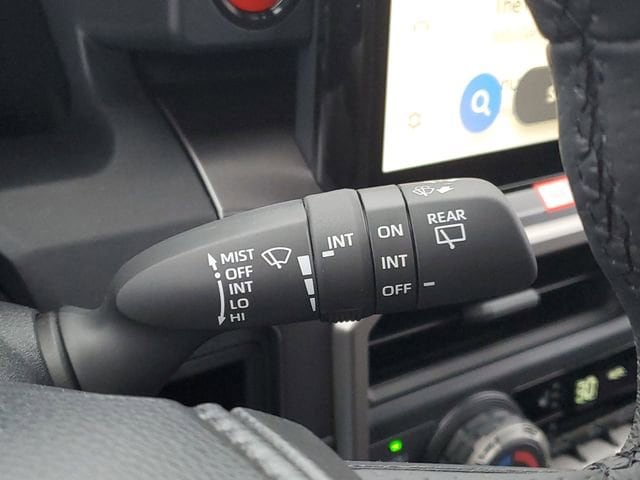 MIST
OFF
INT
LO
HI
INT
ON
INT
OFF
REAR